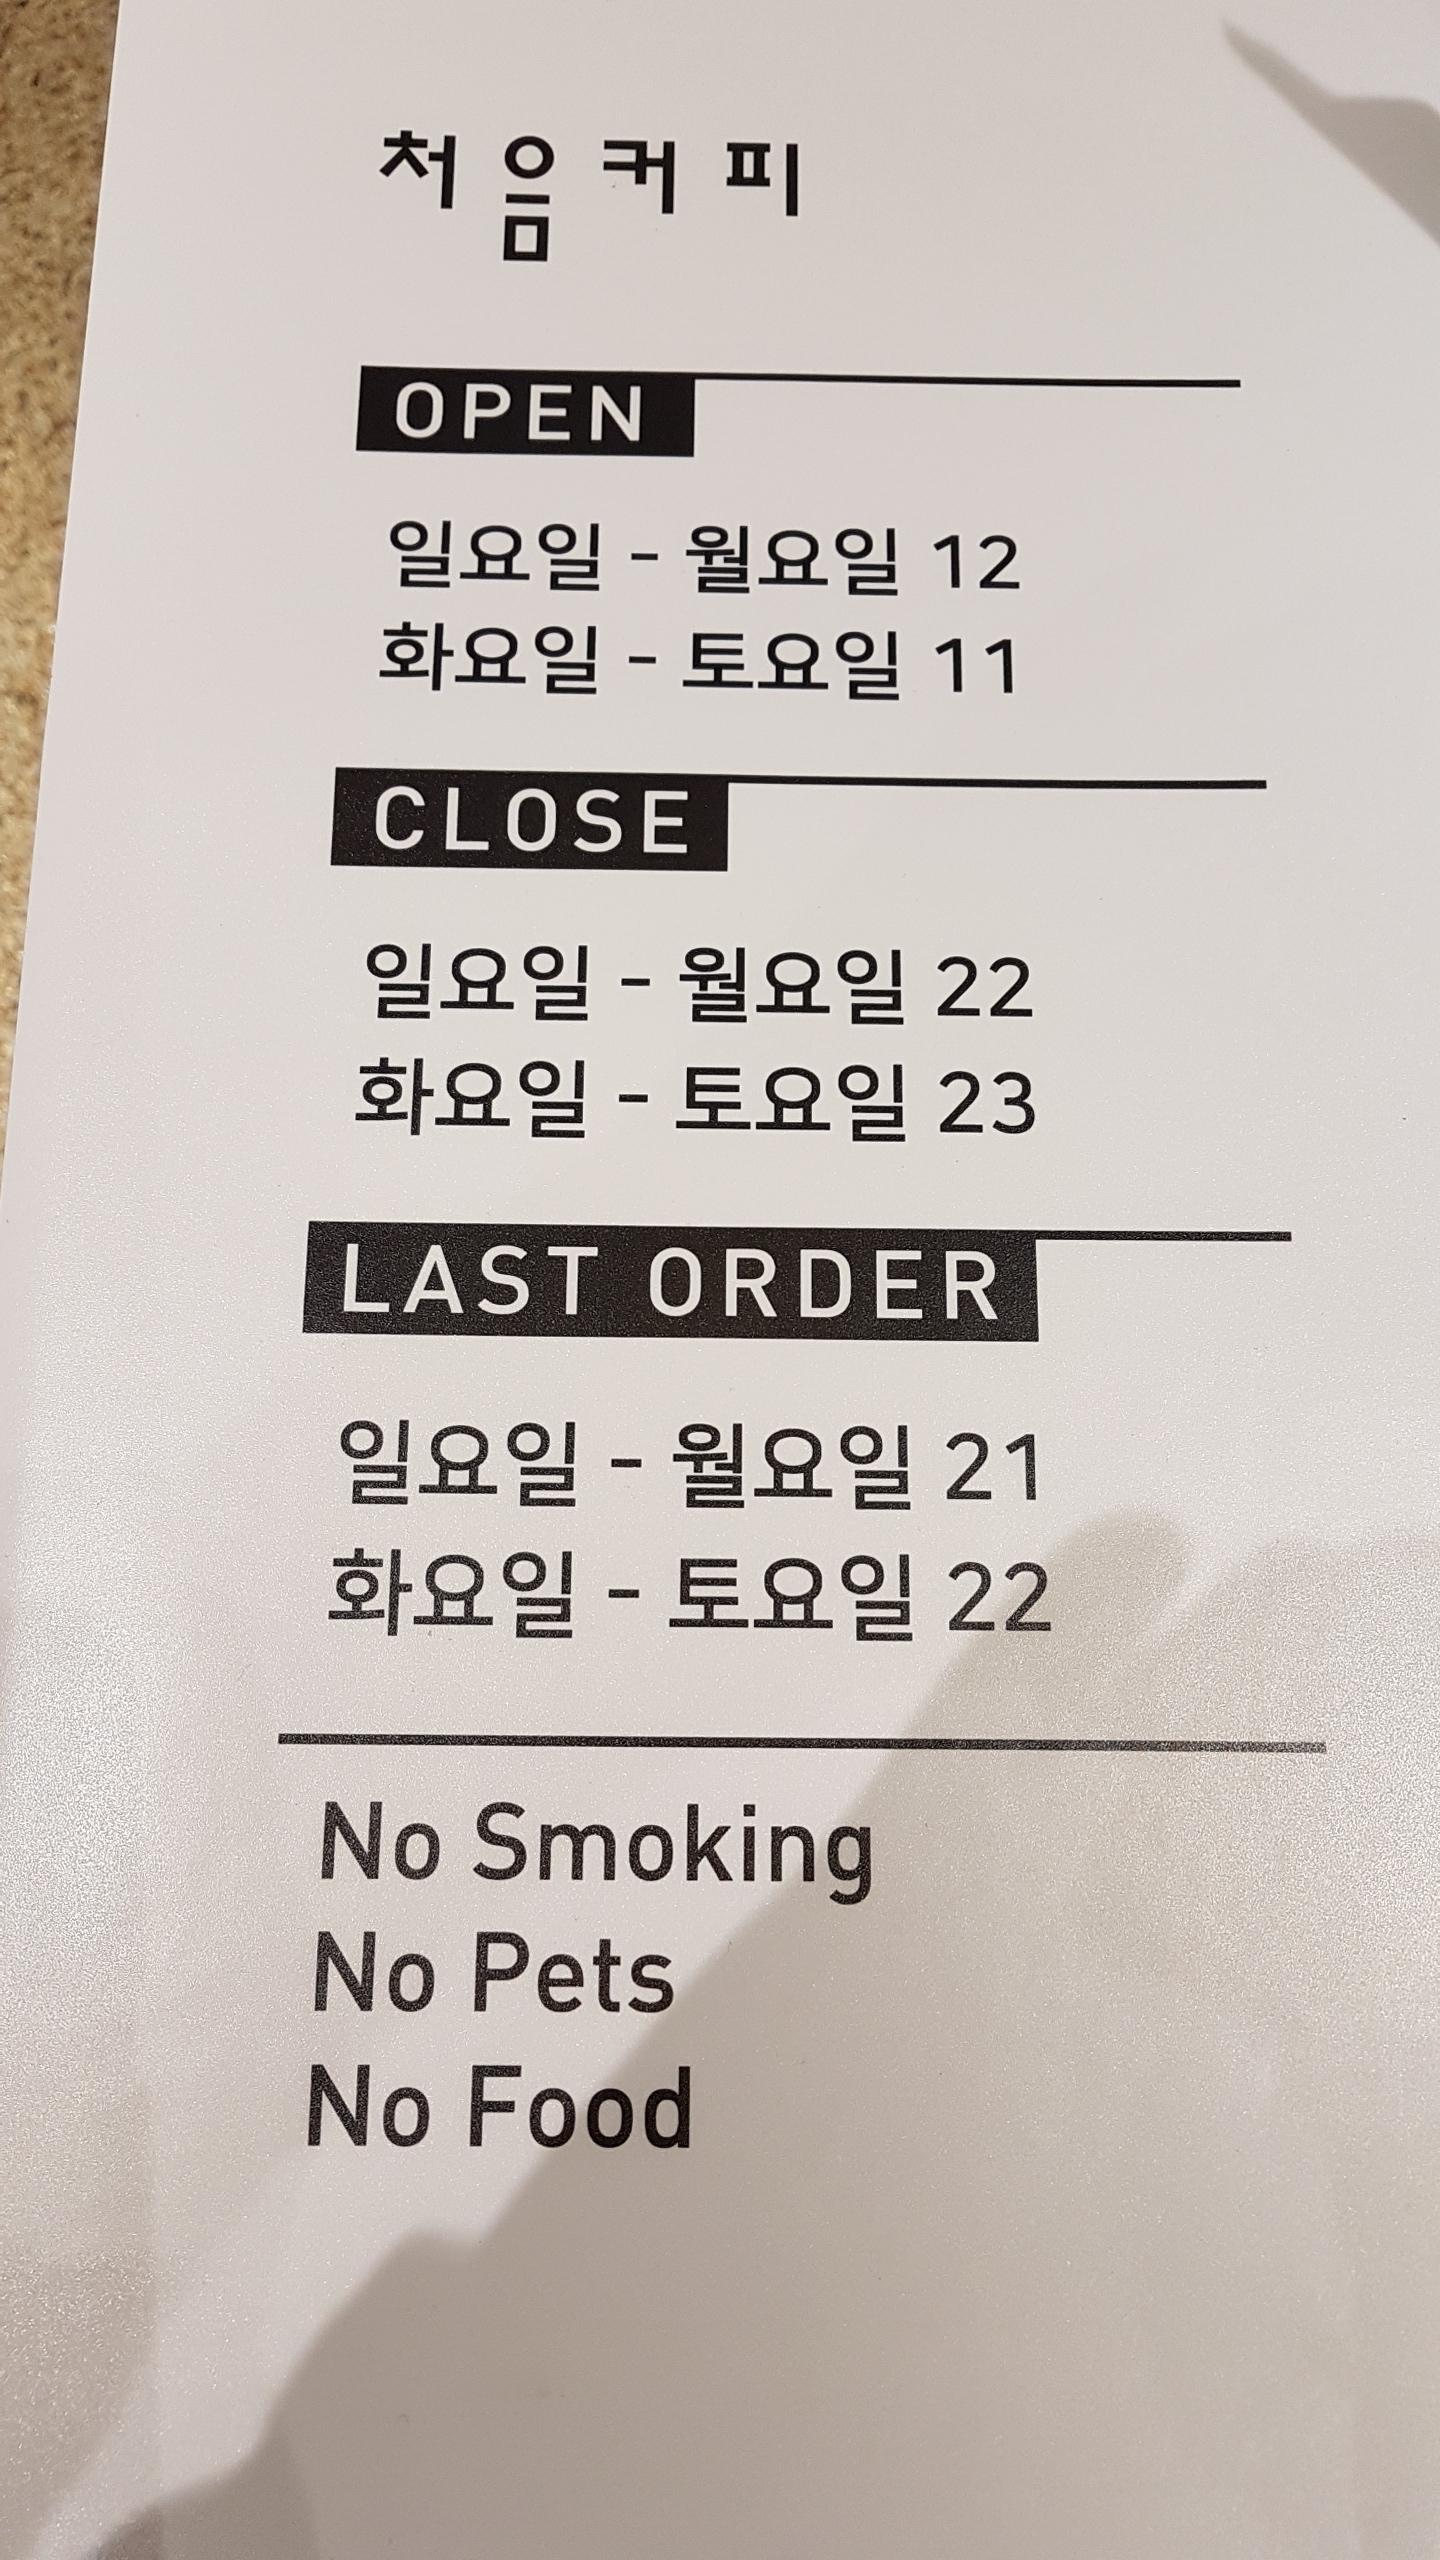 처음커피
OPEN
일요일 - 월요일 12
화요일 - 토요일 11
CLOSE
일요일 - 월요일 22
화요일 - 토요일 23
LAST ORDER
일요일 - 월요일 21
화요일 - 토요일 22
No Smoking
No Pets
No Food